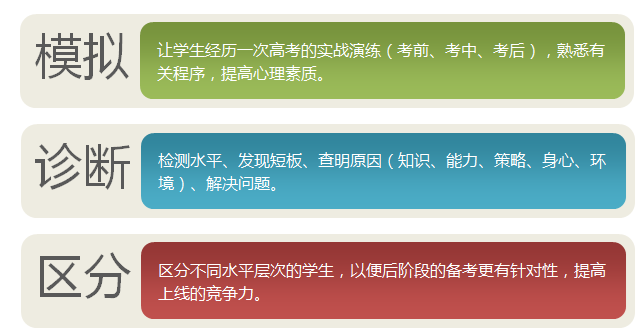 模拟
让学生经历一次高考的实战演练（考前、考中、考后），熟悉有
关程序，提高心理素质。
诊断
检测水平、发现短板、查明原因（知识、能力、策略、身心、环
境）、解决问题。
区分
区分不同水平层次的学生，以便后阶段的备考更有针对性，提高
上线的竞争力。